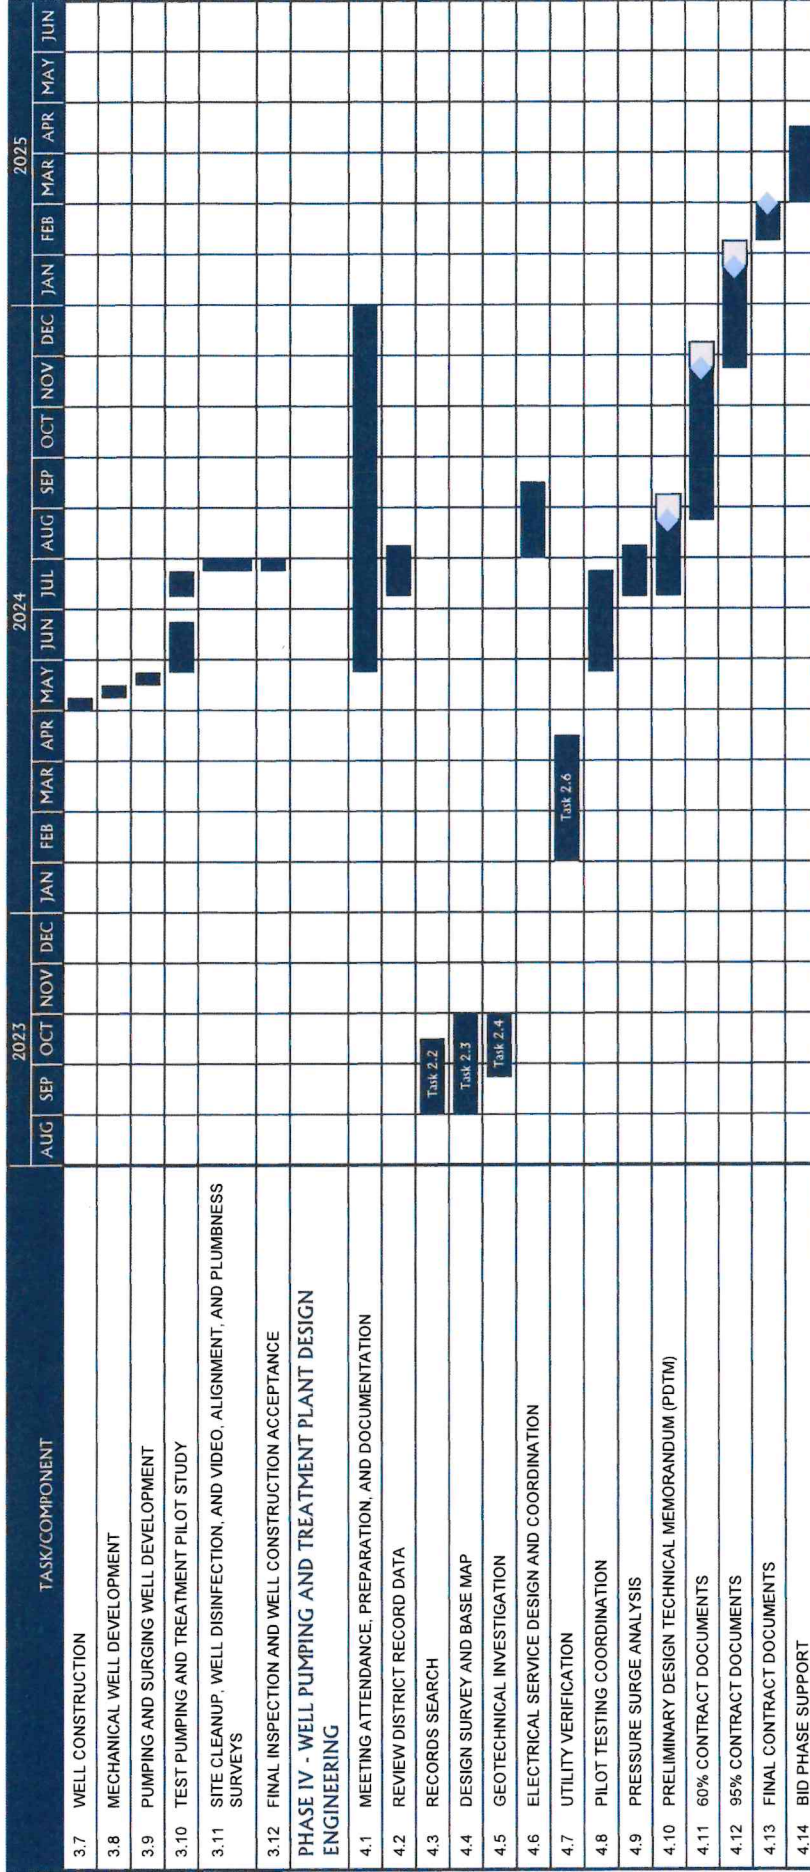 TASK/COMPONENT
2023
2024
2025
AUG SEP OCT NOV DEC JAN FEB MAR APR MAY JUN JUL AUG SEP OCT NOV DEC JAN FEB MAR APR MAY JUN
3.7 WELL CONSTRUCTION
3.8 MECHANICAL WELL DEVELOPMENT
3.9 PUMPING AND SURGING WELL DEVELOPMENT
3.10 TEST PUMPING AND TREATMENT PILOT STUDY
3.11 SITE CLEANUP, WELL DISINFECTION, AND VIDEO, ALIGNMENT, AND PLUMBNESS
SURVEYS
3.12 FINAL INSPECTION AND WELL CONSTRUCTION ACCEPTANCE
PHASE IV - WELL PUMPING AND TREATMENT PLANT DESIGN
ENGINEERING
4.1 MEETING ATTENDANCE, PREPARATION, AND DOCUMENTATION
4.2 REVIEW DISTRICT RECORD DATA
4.3 RECORDS SEARCH Task 2.2
4.4 DESIGN SURVEY AND BASE MAP Task 2.3
4.5 GEOTECHNICAL INVESTIGATION Task 2.4
4.6 ELECTRICAL SERVICE DESIGN AND COORDINATION
4.7 UTILITY VERIFICATION Task 2.6
4.8 PILOT TESTING COORDINATION
4.9 PRESSURE SURGE ANALYSIS
4.10 PRELIMINARY DESIGN TECHNICAL MEMORANDUM (PDTM)
4.11 60% CONTRACT DOCUMENTS
4.12 95% CONTRACT DOCUMENTS
4.13 FINAL CONTRACT DOCUMENTS
4.14 BID PHASE SUPPORT